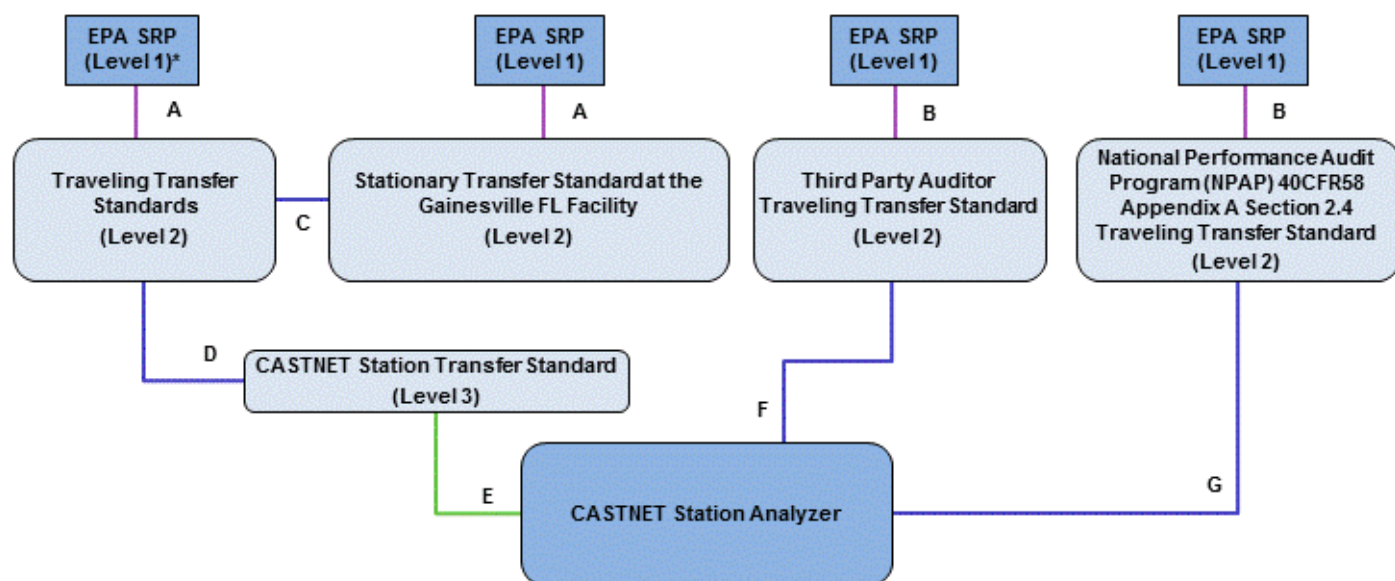 EPA SRP
(Level 1)*
EPA SRP
(Level 1)
EPA SRP
(Level 1)
EPA SRP
(Level 1)
A
A
B
B
Traveling Transfer
Standards
(Level 2)
C
Stationary Transfer Standard at the
Gainesville FL Facility
(Level 2)
Third Party Auditor
Traveling Transfer Standard
(Level 2)
National Performance Audit
Program (NPAP) 40CFR58
Appendix A Section 2.4
Traveling Transfer Standard
(Level 2)
D
CASTNET Station Transfer Standard
(Level 3)
F
E
CASTNET Station Analyzer
G